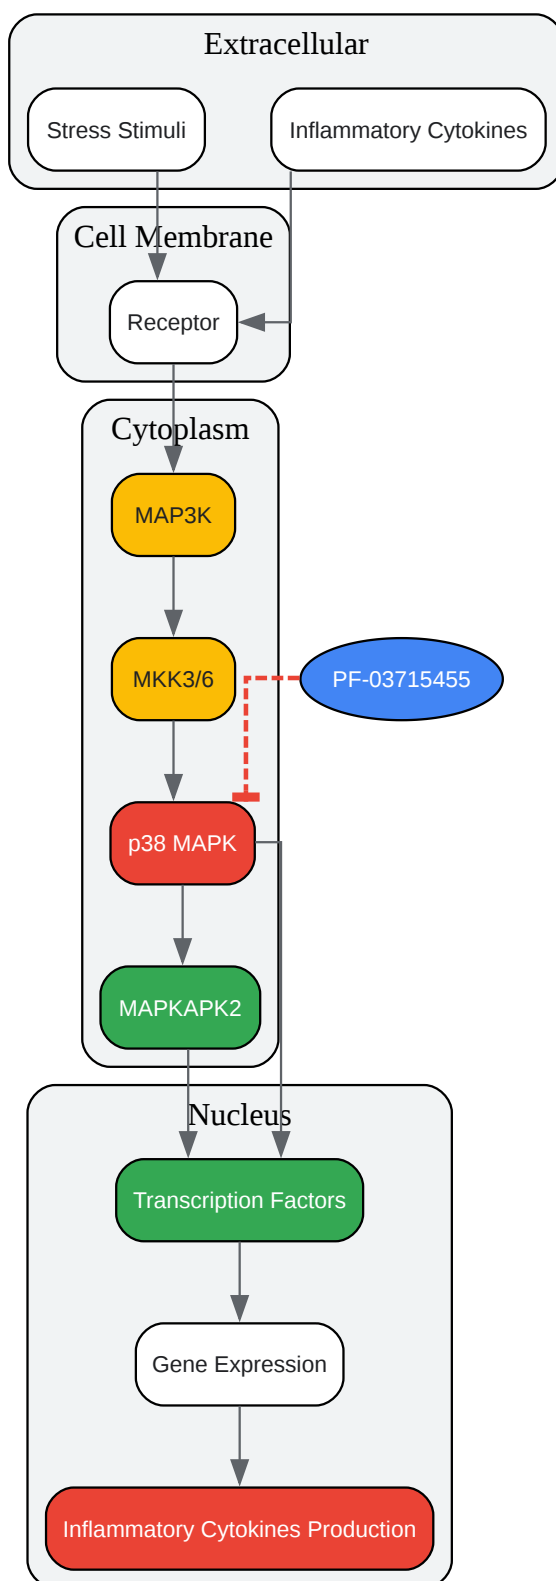 Extracellular
Stress Stimuli
Inflammatory Cytokines
Cell Membrane
Receptor
Cytoplasm
MAP3K
MKK3/6
PF-03715455
p38 MAPK
MAPKAPK2
Nucleus
Transcription Factors
Gene Expression
Inflammatory Cytokines Production